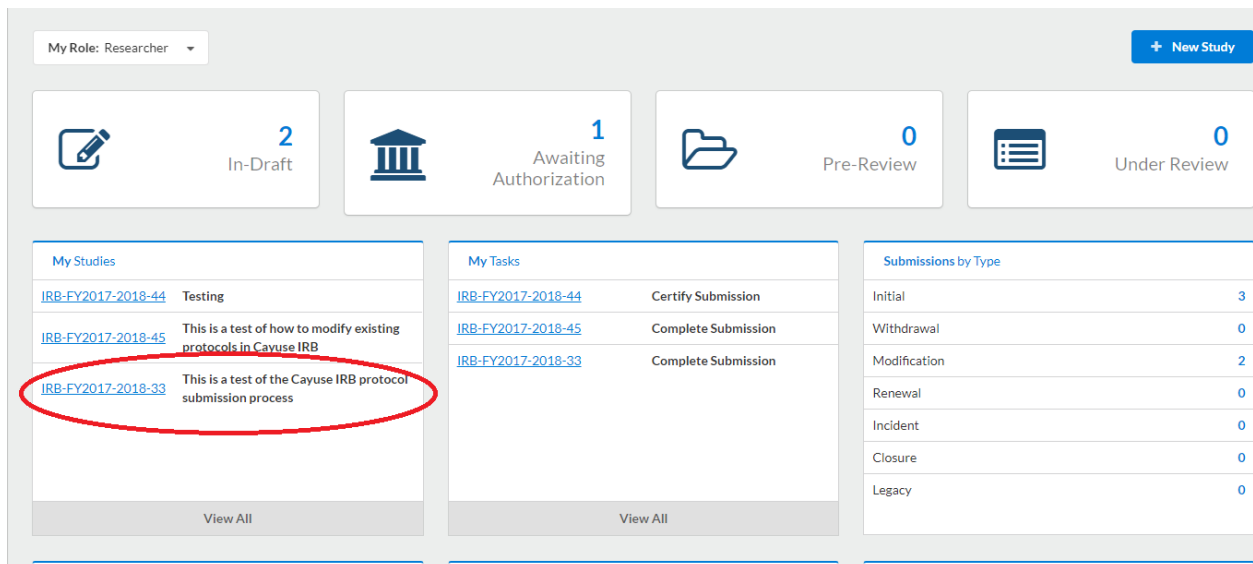 My Role: Researcher
+ New Study
2
In-Draft
1
Awaiting
Authorization
0
Pre-Review
0
Under Review
My Studies
IRB-FY2017-2018-44 Testing
IRB-FY2017-2018-45 This is a test of how to modify existing
protocols in Cayuse IRB
IRB-FY2017-2018-33 This is a test of the Cayuse IRB protocol
submission process
View All
My Tasks
IRB-FY2017-2018-44 Certify Submission
IRB-FY2017-2018-45 Complete Submission
IRB-FY2017-2018-33 Complete Submission
View All
Submissions by Type
Initial 3
Withdrawal 0
Modification 2
Renewal 0
Incident 0
Closure 0
Legacy 0